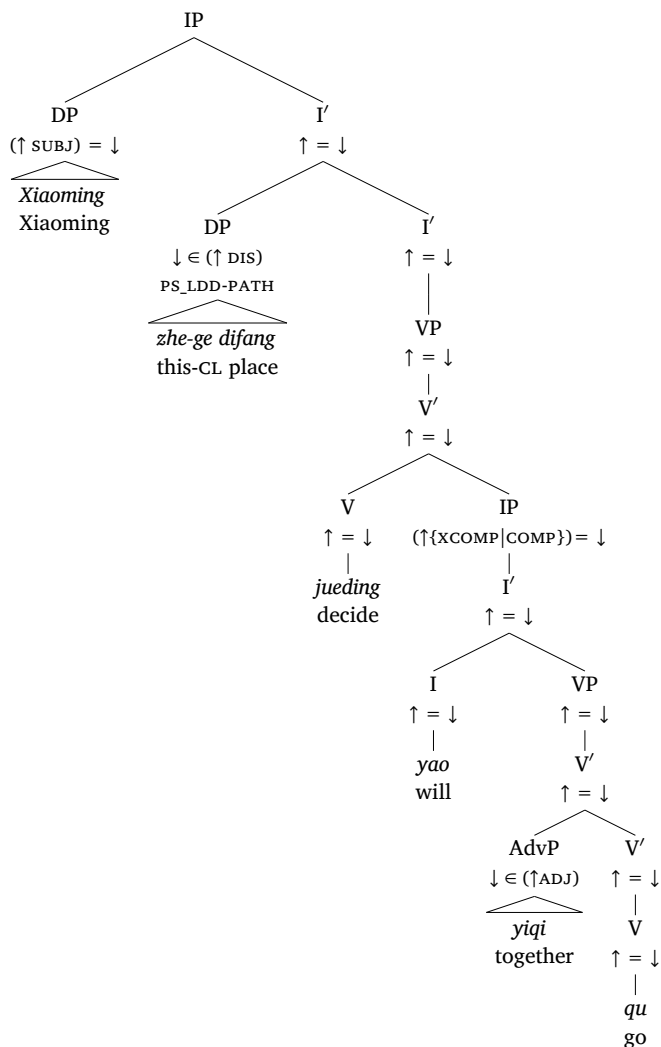 IP
DP I′
(↑ SUBJ) = ↓ ↑ = ↓
Xiaoming
Xiaoming
DP I′
↓ ∈ (↑ DIS) ↑ = ↓
PS_LDD-PATH
zhe-ge difang
this-CL place
VP
↑ = ↓
V′
↑ = ↓
V IP
↑ = ↓ (↑{XCOMP|COMP}) = ↓
jueding
decide
I′
↑ = ↓
I VP
↑ = ↓ ↑ = ↓
yao
will
V′
↑ = ↓
AdvP V′
↓ ∈ (↑ADJ) ↑ = ↓
yiqi
together
V
↑ = ↓
qu
go